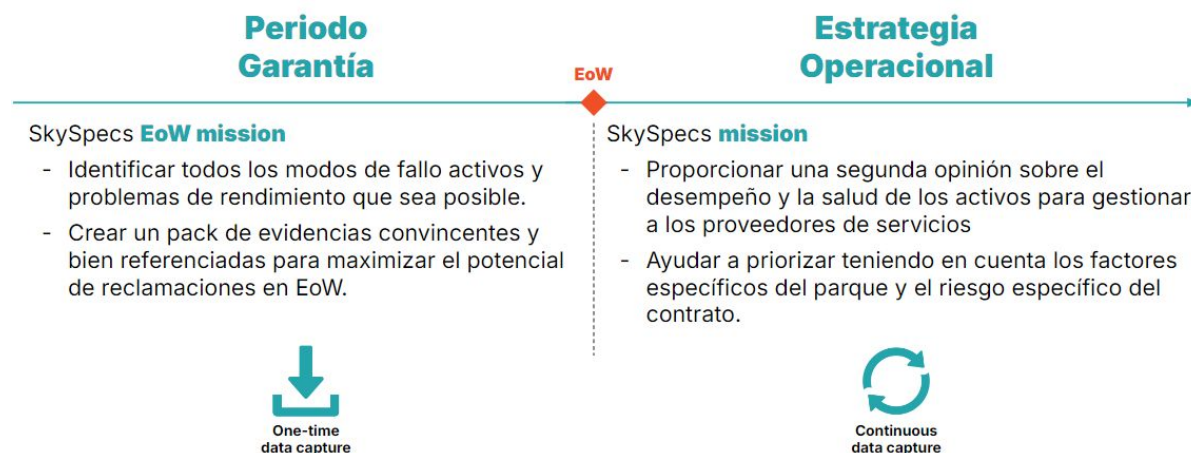 Periodo
Garantía
Estrategia
Operacional
EoW
SkySpecs EoW mission
- Identificar todos los modos de fallo activos y
problemas de rendimiento que sea posible.
- Crear un pack de evidencias convincentes y
bien referenciadas para maximizar el potencial
de reclamaciones en EoW.
One-time
data capture
SkySpecs mission
- Proporcionar una segunda opinión sobre el
desempeño y la salud de los activos para gestionar
a los proveedores de servicios
- Ayudar a priorizar teniendo en cuenta los factores
específicos del parque y el riesgo específico del
contrato.
Continuous
data capture